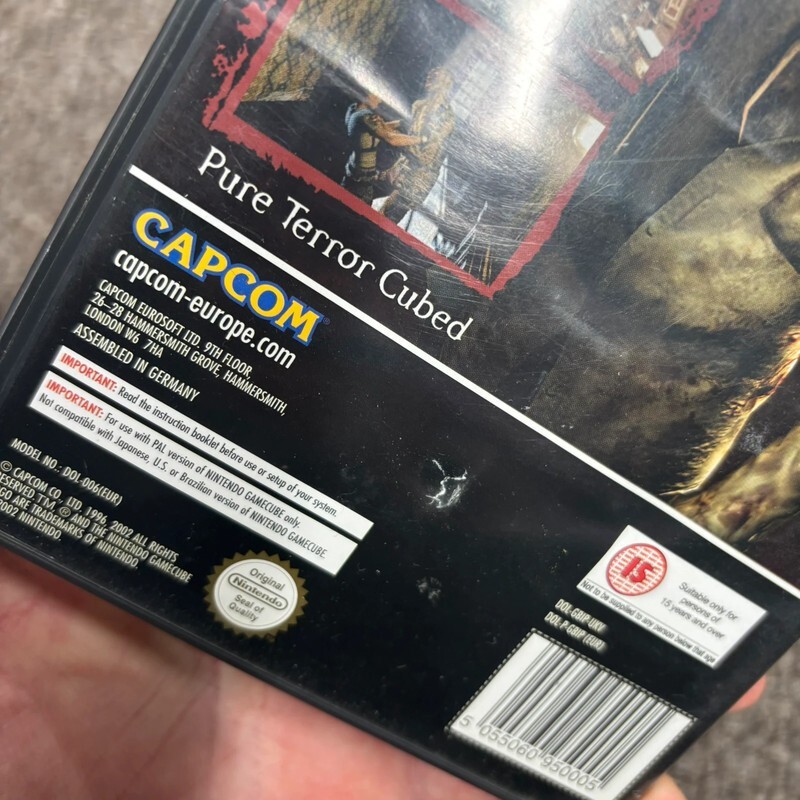 Pure Terror Cubed
CAPCOM
capcom-europe.com
CAPCOM EUROSOFT LTD, 9TH FLOOR
26-28 HAMMERSMITH GROVE, HAMMERSMITH,
LONDON W6 7HA
ASSEMBLED IN GERMANY
IMPORTANT: Read the instruction booklet before use or setup of your system.
IMPORTANT: For use with PAL version of NINTENDO GAMECUBE only.
Not compatible with Japanese, U.S. or Brazilian version of NINTENDO GAMECUBE.
MODEL NO.: DOL-006(EUR)
© CAPCOM CO., LTD. 1996, 2002 ALL RIGHTS
RESERVED TM, ® AND THE NINTENDO GAMECUBE
GO ARE TRADEMARKS OF NINTENDO.
2002 NINTENDO.
Original
Nintendo
Seal of
Quality
15
Suitable only for
persons of
15 years and over
Not to be supplied to any person below that age
DOL-GBIP-UKV
DOL-P-GBIP (EUR)
5 055060 950005